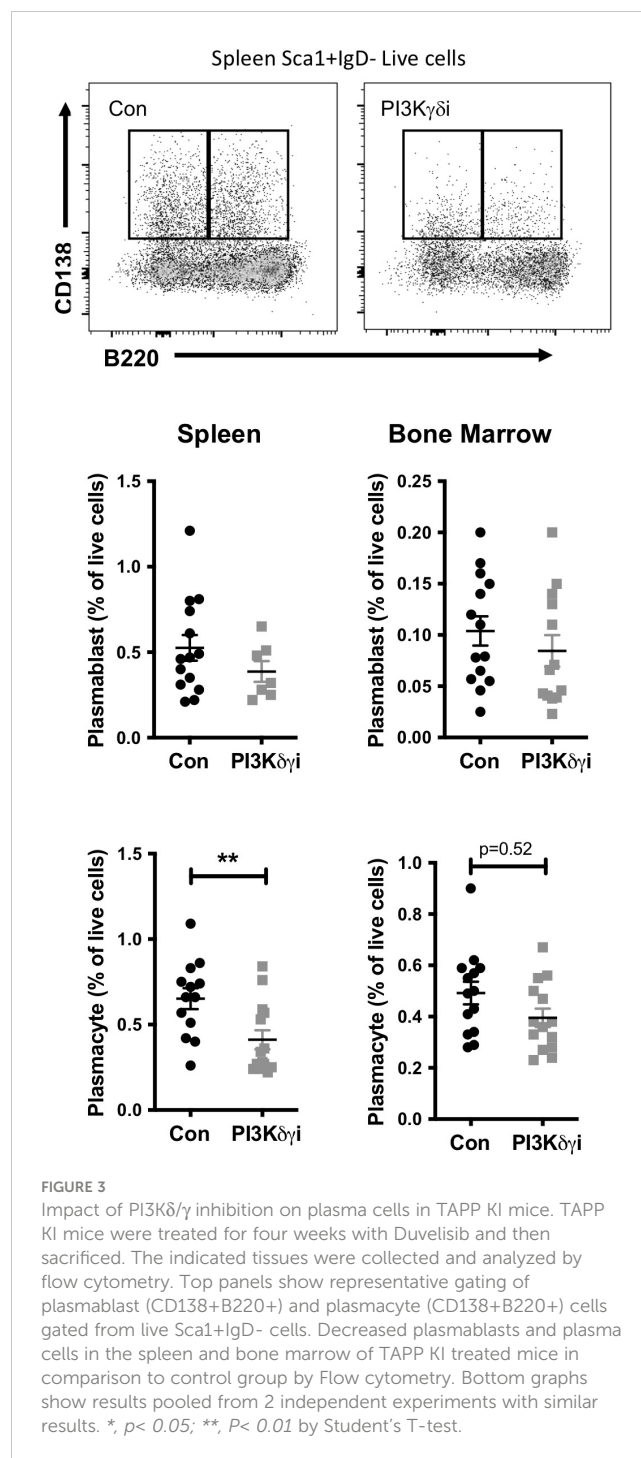 Spleen Sca1+IgD- Live cells
Con
PI3Kγδi
CD138
B220
Spleen
Bone Marrow
Plasmablast (% of live cells)
1.5
1.0
0.5
0.0
Con
PI3Kδγi
Plasmablast (% of live cells)
0.25
0.20
0.15
0.10
0.05
0.00
Con
PI3Kδγi
Plasmacyte (% of live cells)
1.5
1.0
0.5
0.0
**
Con
PI3Kδγi
Plasmacyte (% of live cells)
1.0
0.8
0.6
0.4
0.2
0.0
p=0.52
Con
PI3Kδγi
FIGURE 3
Impact of PI3Kδ/γ inhibition on plasma cells in TAPP KI mice. TAPP
KI mice were treated for four weeks with Duvelisib and then
sacrificed. The indicated tissues were collected and analyzed by
flow cytometry. Top panels show representative gating of
plasmablast (CD138+B220+) and plasmacyte (CD138+B220+) cells
gated from live Sca1+IgD- cells. Decreased plasmablasts and plasma
cells in the spleen and bone marrow of TAPP KI treated mice in
comparison to control group by Flow cytometry. Bottom graphs
show results pooled from 2 independent experiments with similar
results. *, p< 0.05; **, P< 0.01 by Student’s T-test.